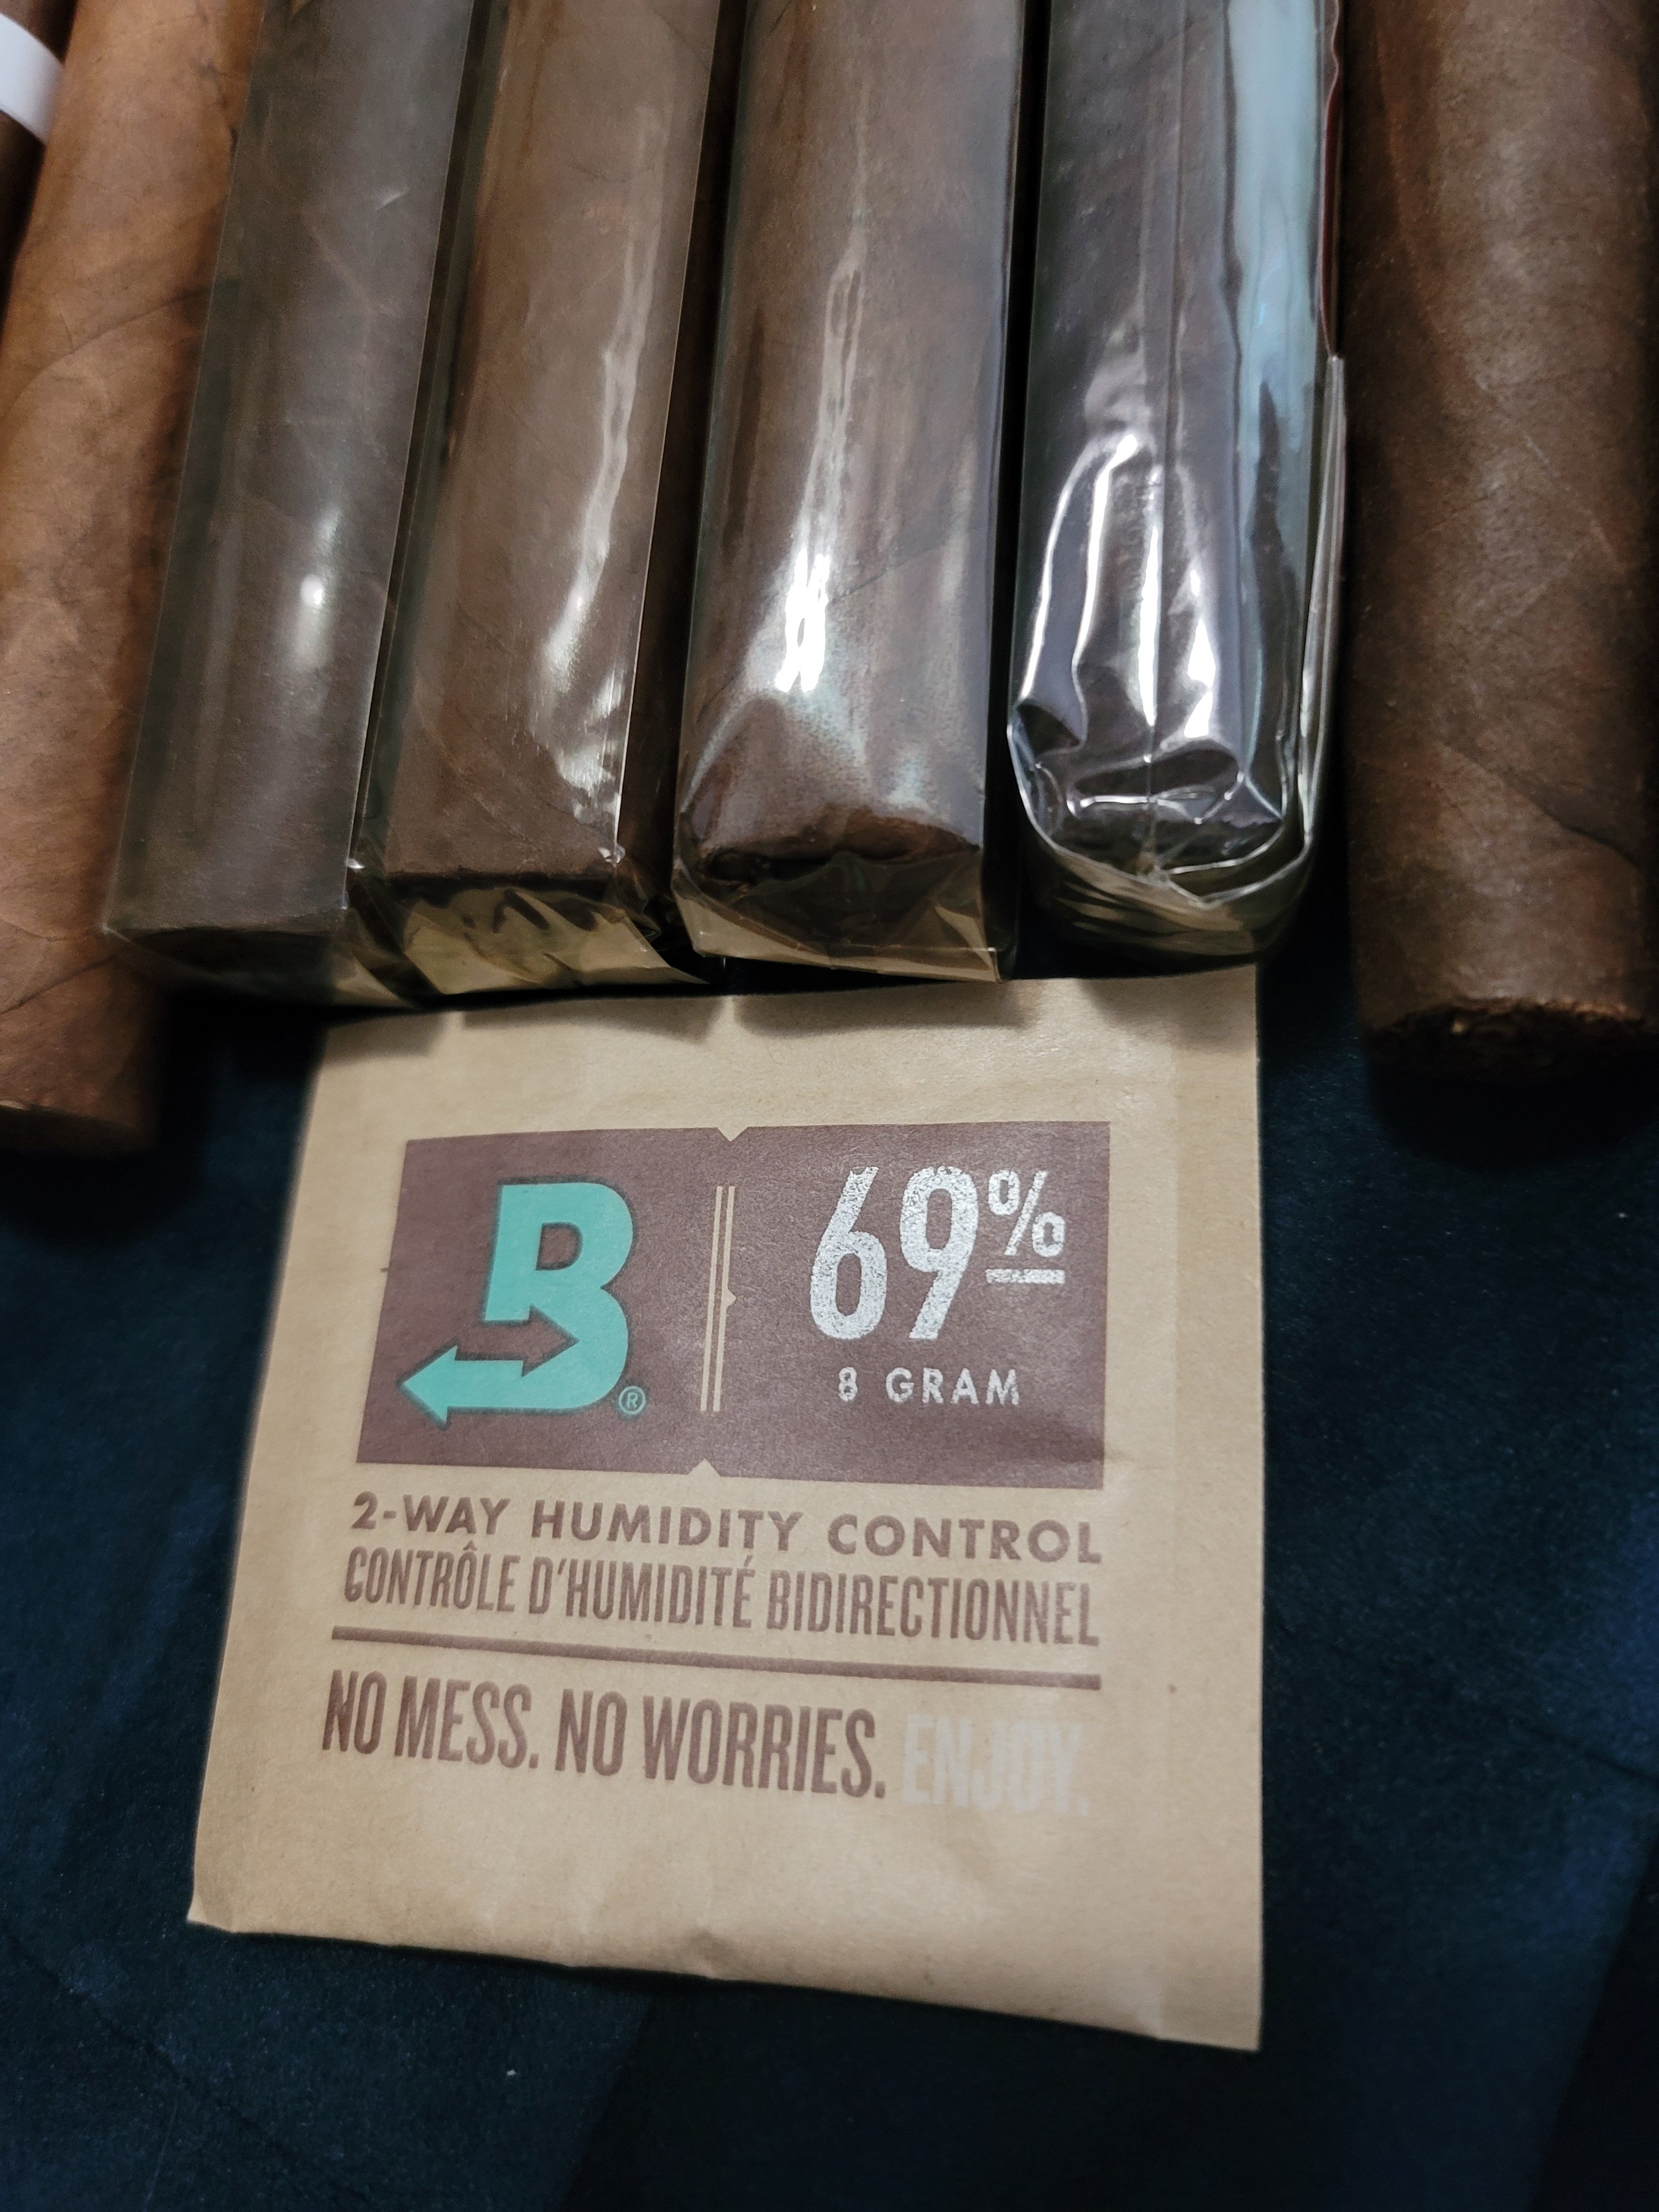 B® 69%
8 GRAM
2-WAY HUMIDITY CONTROL
CONTRÔLE D'HUMIDITÉ BIDIRECTIONNEL
NO MESS. NO WORRIES. ENJOY.